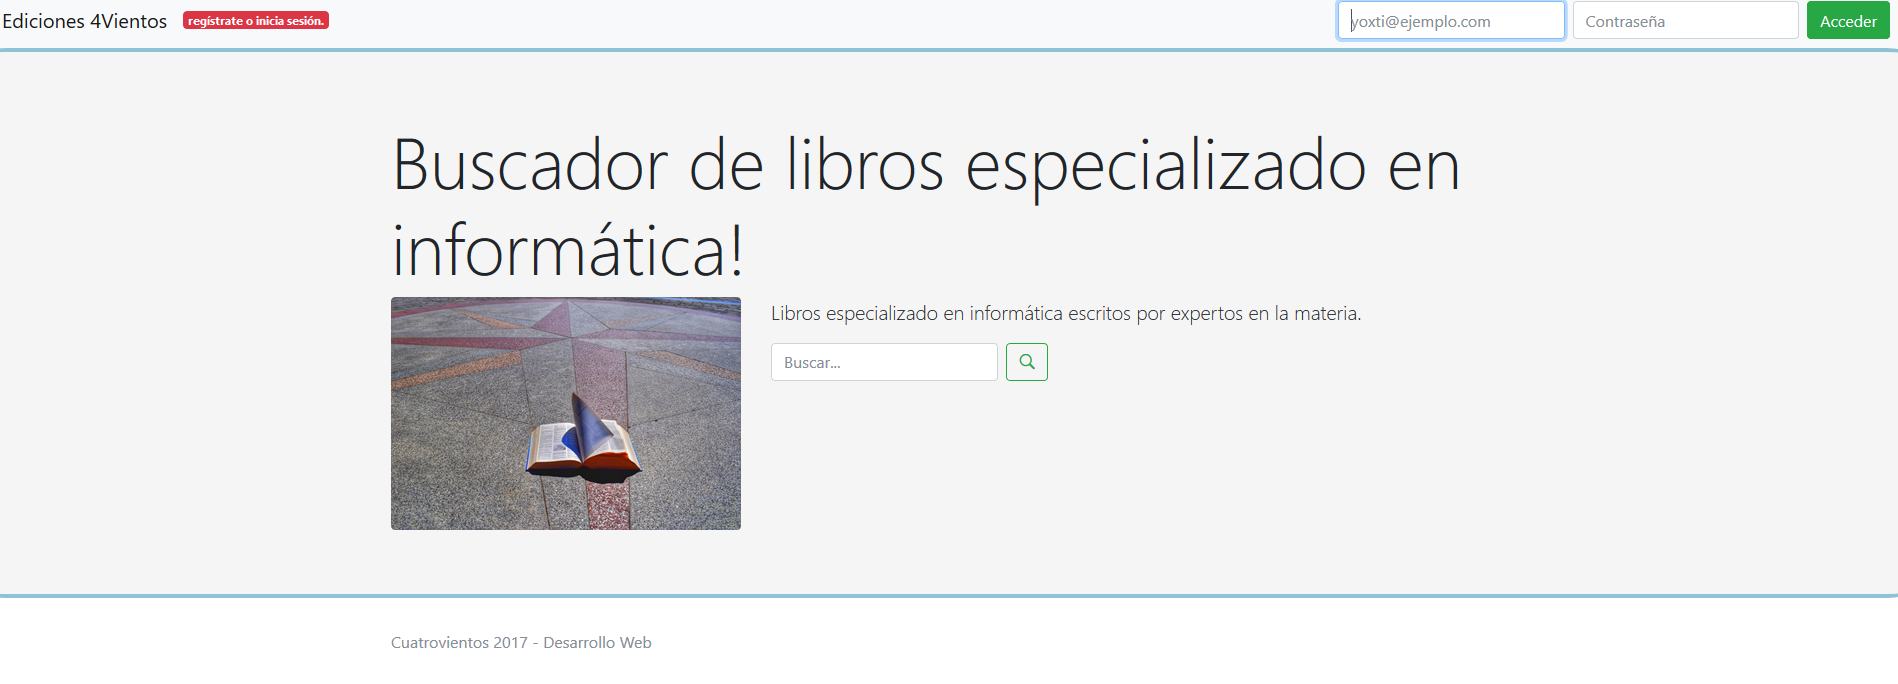 Ediciones 4Vientos regístrate o inicia sesión. yoxti@ejemplo.com Contraseña Acceder
Buscador de libros especializado en
informática!
Libros especializado en informática escritos por expertos en la materia.
Buscar...
Cuatrovientos 2017 - Desarrollo Web